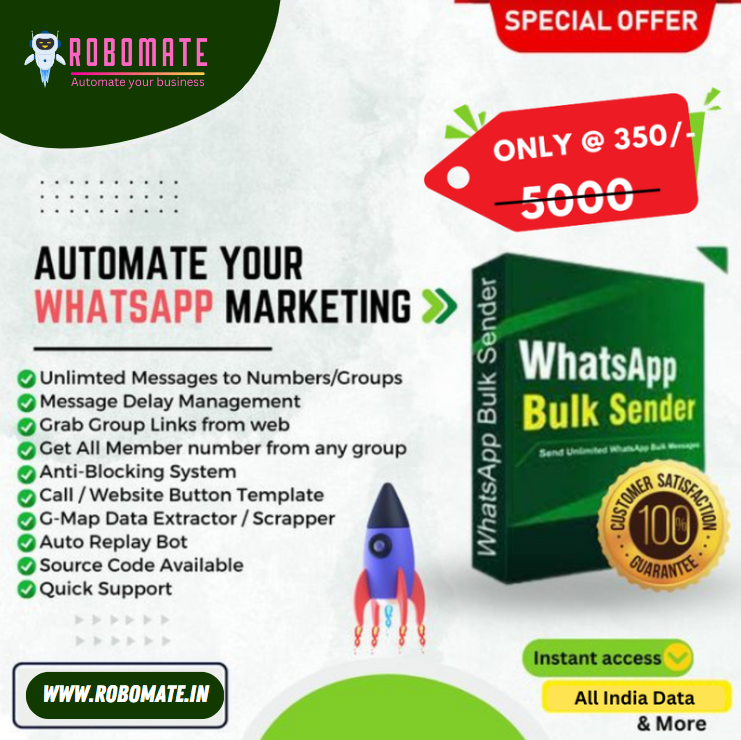 ROBOMATE
Automate your business
SPECIAL OFFER
ONLY @ 350/-
5000
AUTOMATE YOUR
WHATSAPP MARKETING
Unlimted Messages to Numbers/Groups
Message Delay Management
Grab Group Links from web
Get All Member number from any group
Anti-Blocking System
Call / Website Button Template
G-Map Data Extractor / Scrapper
Auto Replay Bot
Source Code Available
Quick Support
WhatsApp Bulk Sender
WhatsApp
Bulk Sender
Send Unlimited WhatsApp Bulk Messages
CUSTOMER SATISFACTION
100%
GUARANTEE
WWW.ROBOMATE.IN
Instant access
All India Data
& More